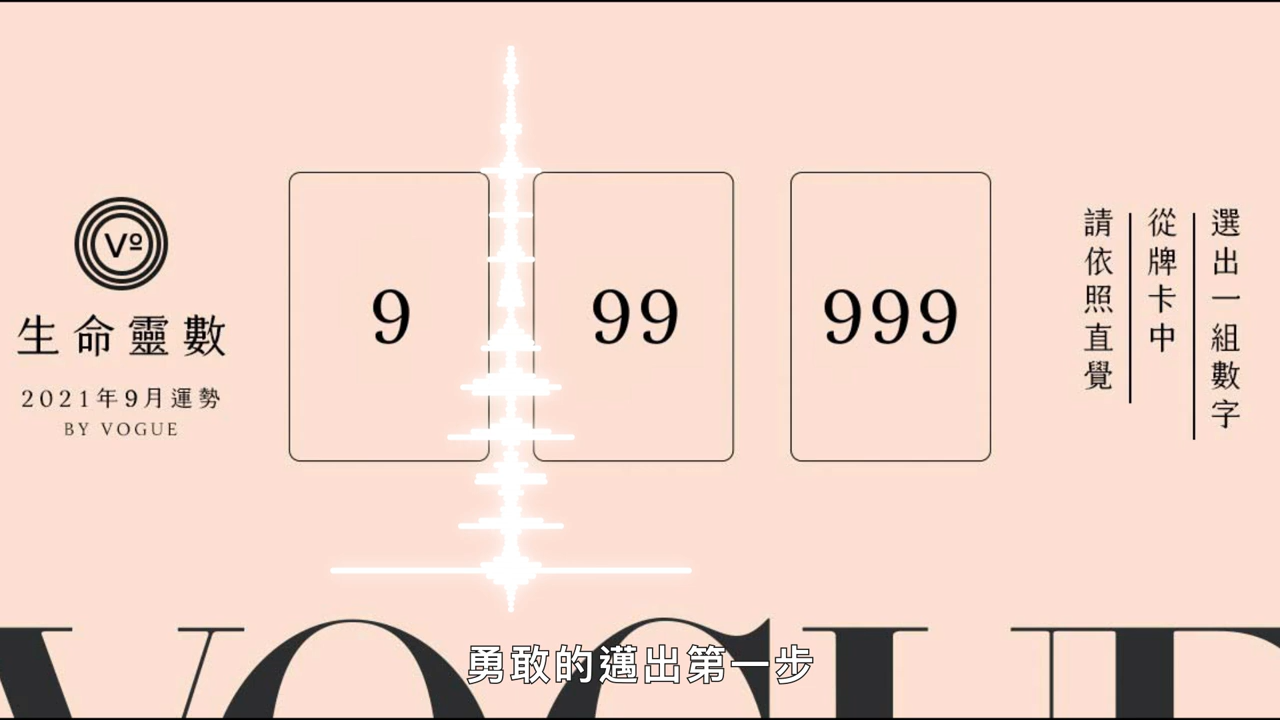 Vº
生命靈數
2021年9月運勢
BY VOGUE
9
99
999
選出一組數字
從牌卡中
請依照直覺
VOGUE
勇敢的邁出第一步